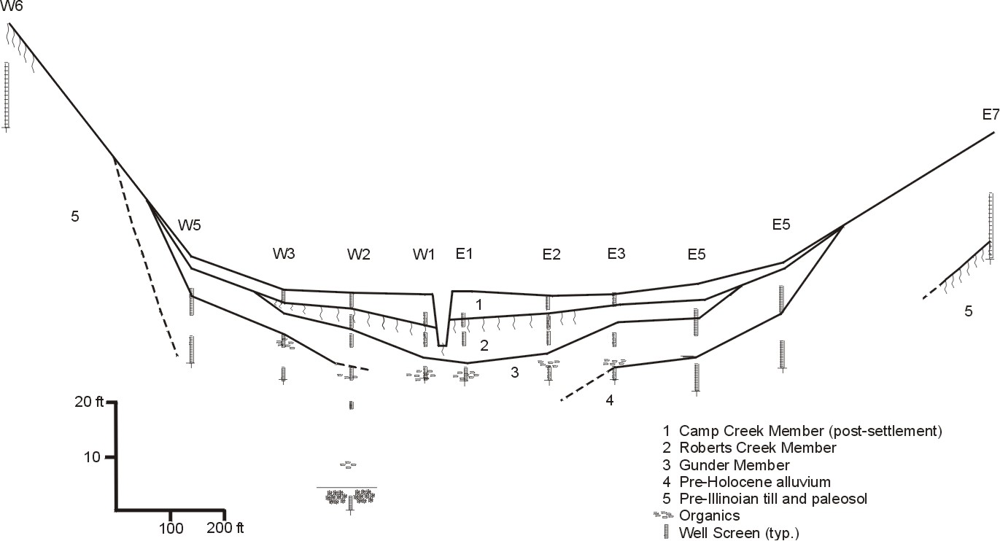 W6
E7
5
W5
E5
W3
W2
W1
E1
E2
E3
E5
1
5
2
3
4
20 ft
10
100
200 ft
1 Camp Creek Member (post-settlement)
2 Roberts Creek Member
3 Gunder Member
4 Pre-Holocene alluvium
5 Pre-Illinoian till and paleosol
Organics
Well Screen (typ.)